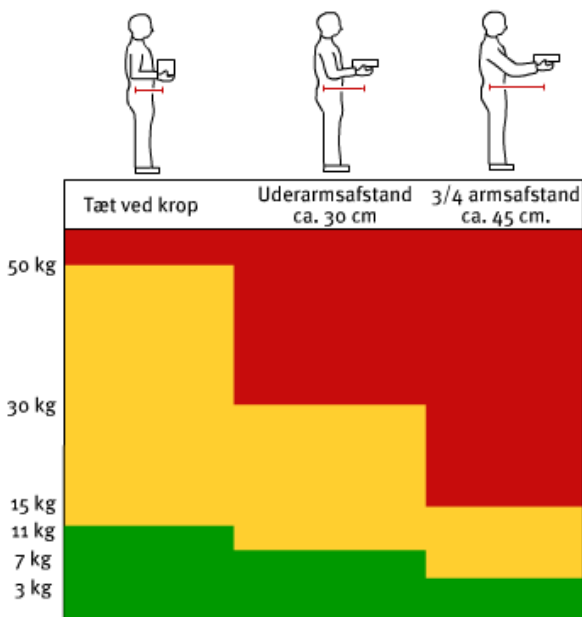 Tæt ved krop
Uderarmsafstand
ca. 30 cm
3/4 armsafstand
ca. 45 cm.
50 kg
30 kg
15 kg
11 kg
7 kg
3 kg